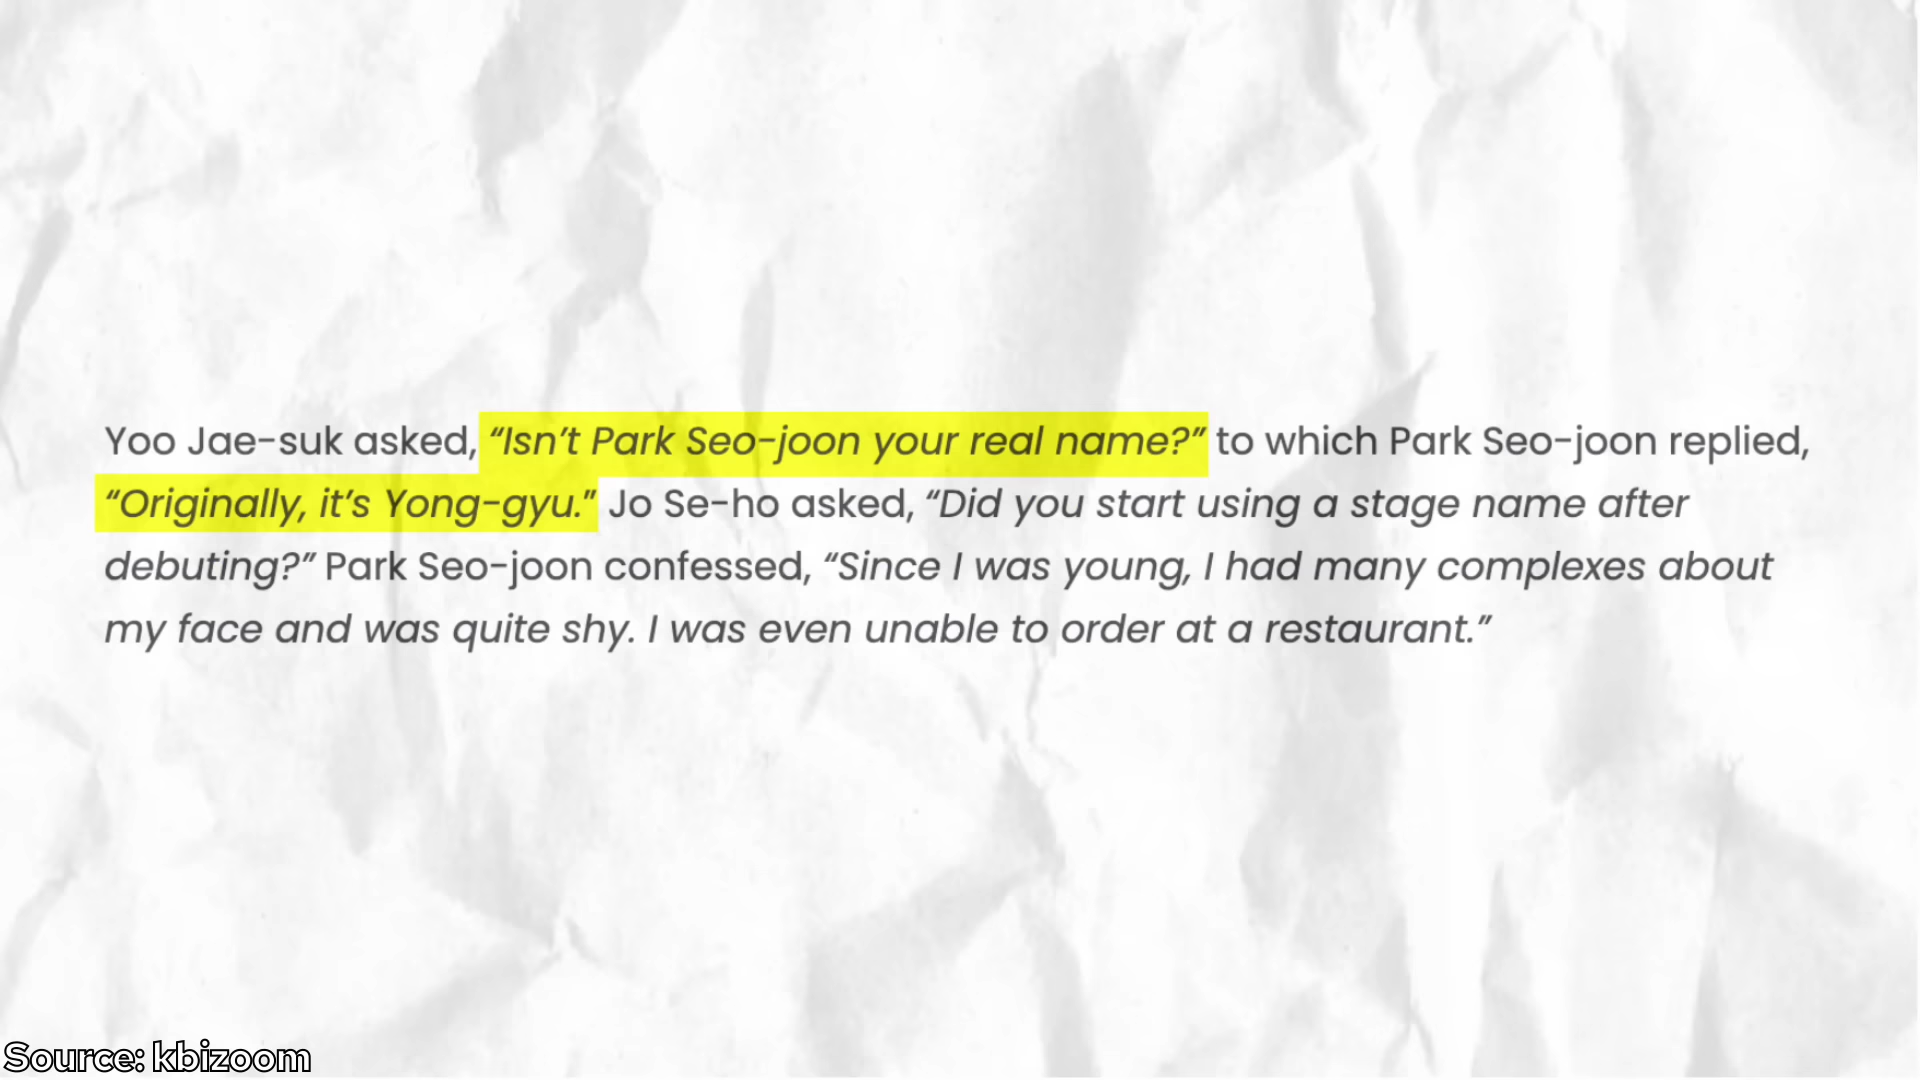 Yoo Jae-suk asked, “Isn’t Park Seo-joon your real name?” to which Park Seo-joon replied,
“Originally, it’s Yong-gyu.” Jo Se-ho asked, “Did you start using a stage name after
debuting?” Park Seo-joon confessed, “Since I was young, I had many complexes about
my face and was quite shy. I was even unable to order at a restaurant.”
Source: kbizoom